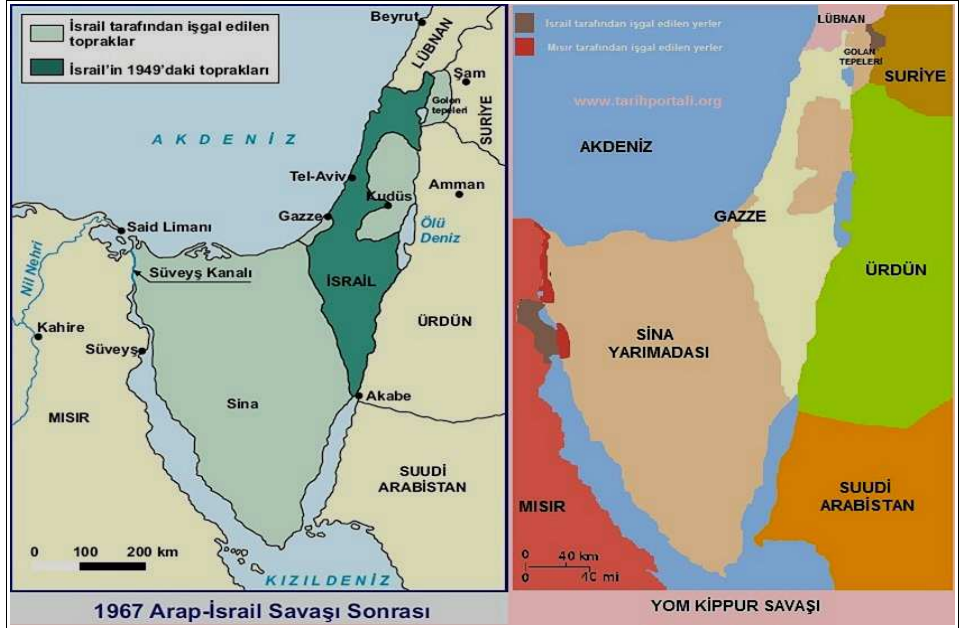 İsrail tarafından işgal edilen
topraklar
İsrail'in 1949'daki toprakları
Beyrut
LÜBNAN
Şam
Golon
tepeleri
SURİYE
AKDENİZ
Tel-Aviv
Kudüs
Amman
Gazze
Ölü
Deniz
Said Limanı
Nil Nehri
Süveyş Kanalı
İSRAİL
Kahire
Süveyş
ÜRDÜN
Sina
Akabe
MISIR
SUUDİ
ARABİSTAN
0 100 200 km
KIZILDENİZ
1967 Arap-İsrail Savaşı Sonrası
İsrail tarafından işgal edilen yerler
Mısır tarafından işgal edilen yerler
LÜBNAN
GOLAN
TEPELERİ
SURİYE
www.tarihportali.org
AKDENİZ
GAZZE
ÜRDÜN
SİNA
YARIMADASI
MISIR
SUUDİ
ARABİSTAN
0 40 km
0 40 mi
YOM KİPPUR SAVAŞI